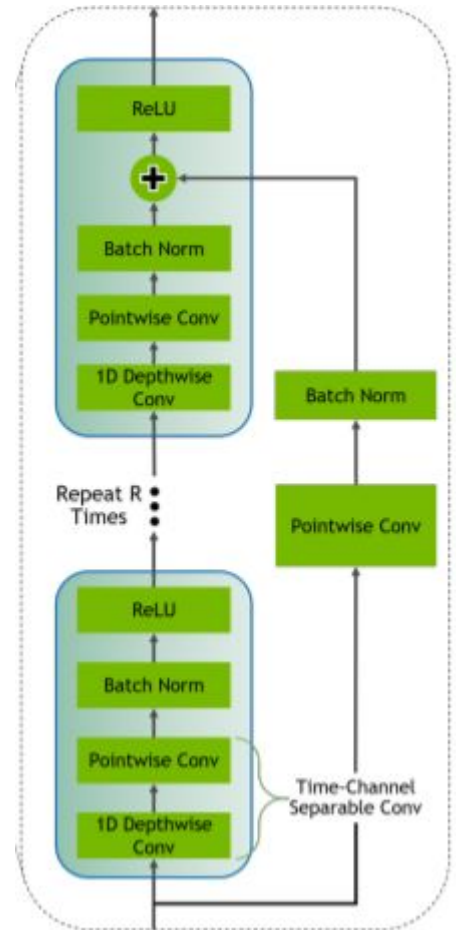 ReLU
+
Batch Norm
Pointwise Conv
1D Depthwise
Conv
Batch Norm
Repeat R
Times
Pointwise Conv
ReLU
Batch Norm
Pointwise Conv
Time-Channel
Separable Conv
1D Depthwise
Conv